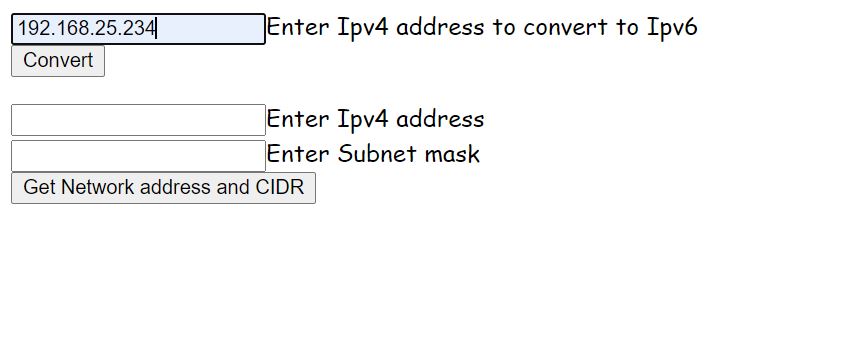 192.168.25.234 Enter Ipv4 address to convert to Ipv6
Convert
Enter Ipv4 address
Enter Subnet mask
Get Network address and CIDR